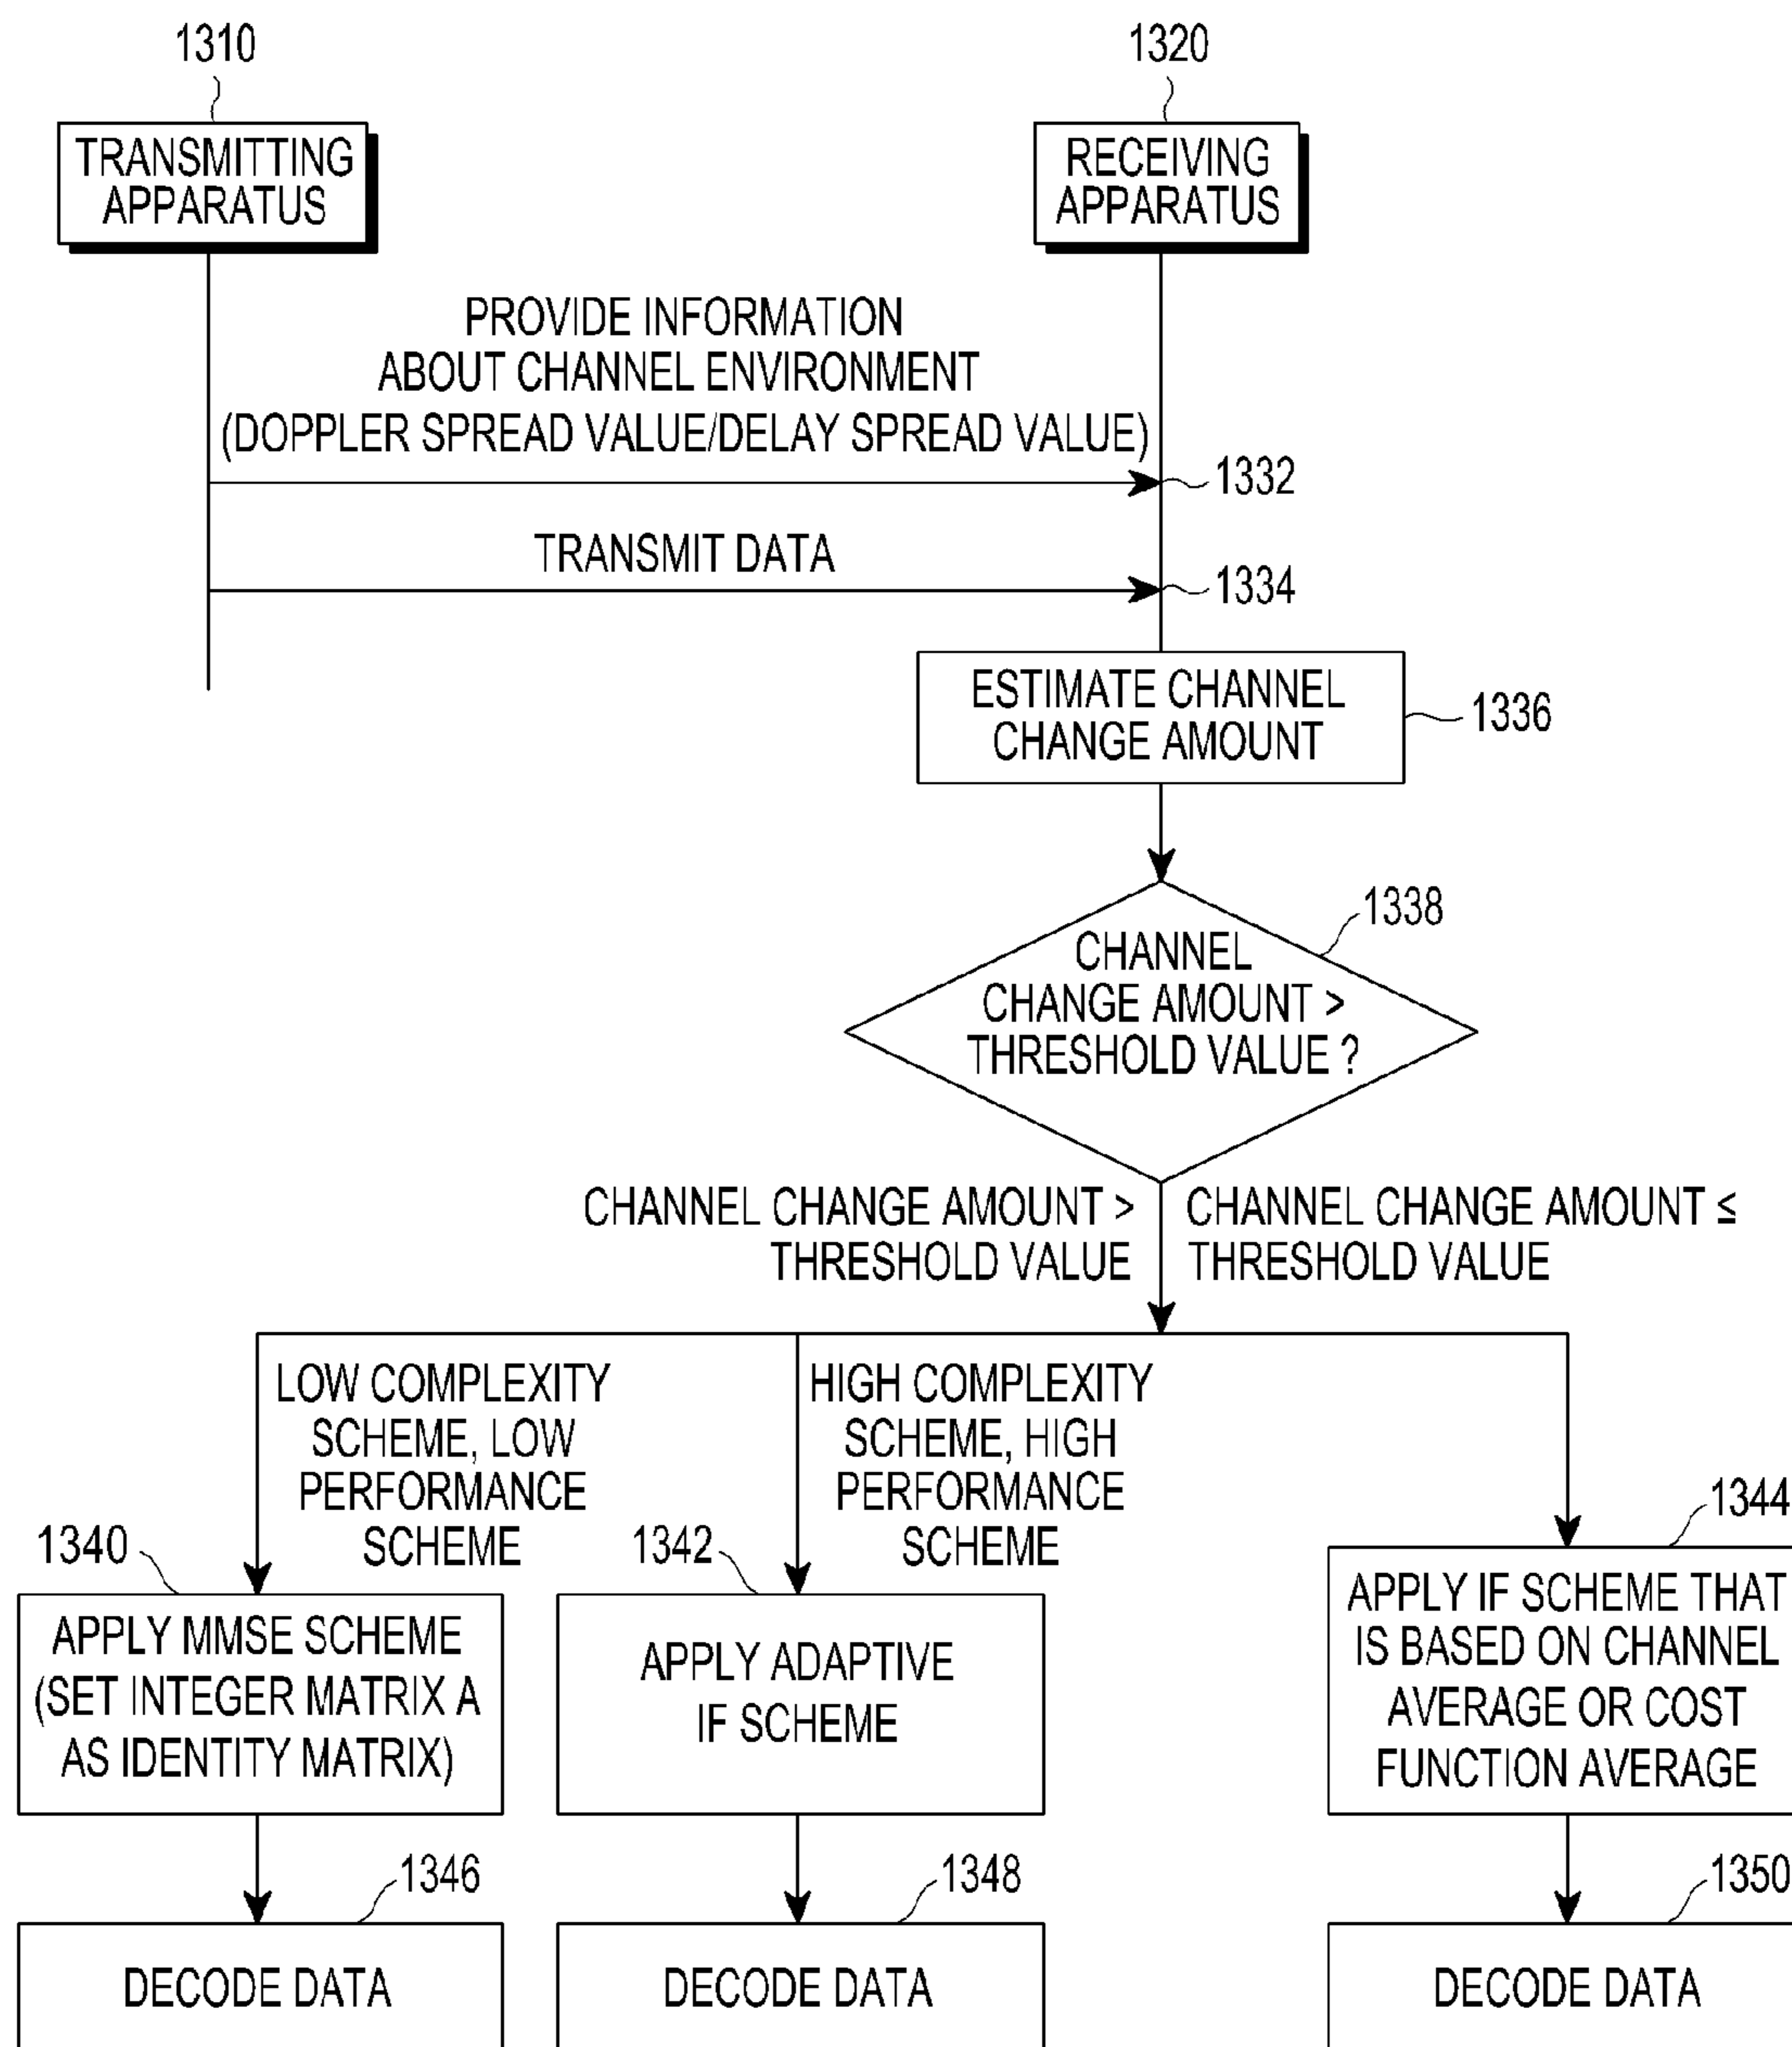 1310
1320
TRANSMITTING
APPARATUS
RECEIVING
APPARATUS
PROVIDE INFORMATION
ABOUT CHANNEL ENVIRONMENT
(DOPPLER SPREAD VALUE/DELAY SPREAD VALUE)
1332
TRANSMIT DATA
1334
ESTIMATE CHANNEL
CHANGE AMOUNT
1336
1338
CHANNEL
CHANGE AMOUNT >
THRESHOLD VALUE ?
CHANNEL CHANGE AMOUNT >
THRESHOLD VALUE
CHANNEL CHANGE AMOUNT ≤
THRESHOLD VALUE
LOW COMPLEXITY
SCHEME, LOW
PERFORMANCE
SCHEME
HIGH COMPLEXITY
SCHEME, HIGH
PERFORMANCE
SCHEME
1340
1342
1344
APPLY MMSE SCHEME
(SET INTEGER MATRIX A
AS IDENTITY MATRIX)
APPLY ADAPTIVE
IF SCHEME
APPLY IF SCHEME THAT
IS BASED ON CHANNEL
AVERAGE OR COST
FUNCTION AVERAGE
1346
1348
1350
DECODE DATA
DECODE DATA
DECODE DATA